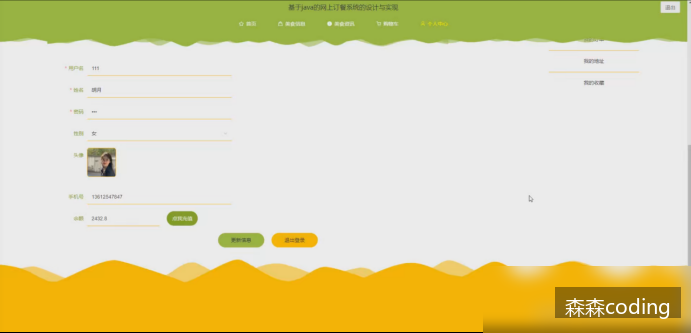 基于java的网上订餐系统的设计与实现
退出
首页
美食信息
美食资讯
购物车
个人中心
我的地址
我的收藏
* 用户名 111
* 姓名
* 密码 •••
性别 女
头像
手机号 13612347847
余额 2432.6 点我充值
更新信息 退出登录
森森coding